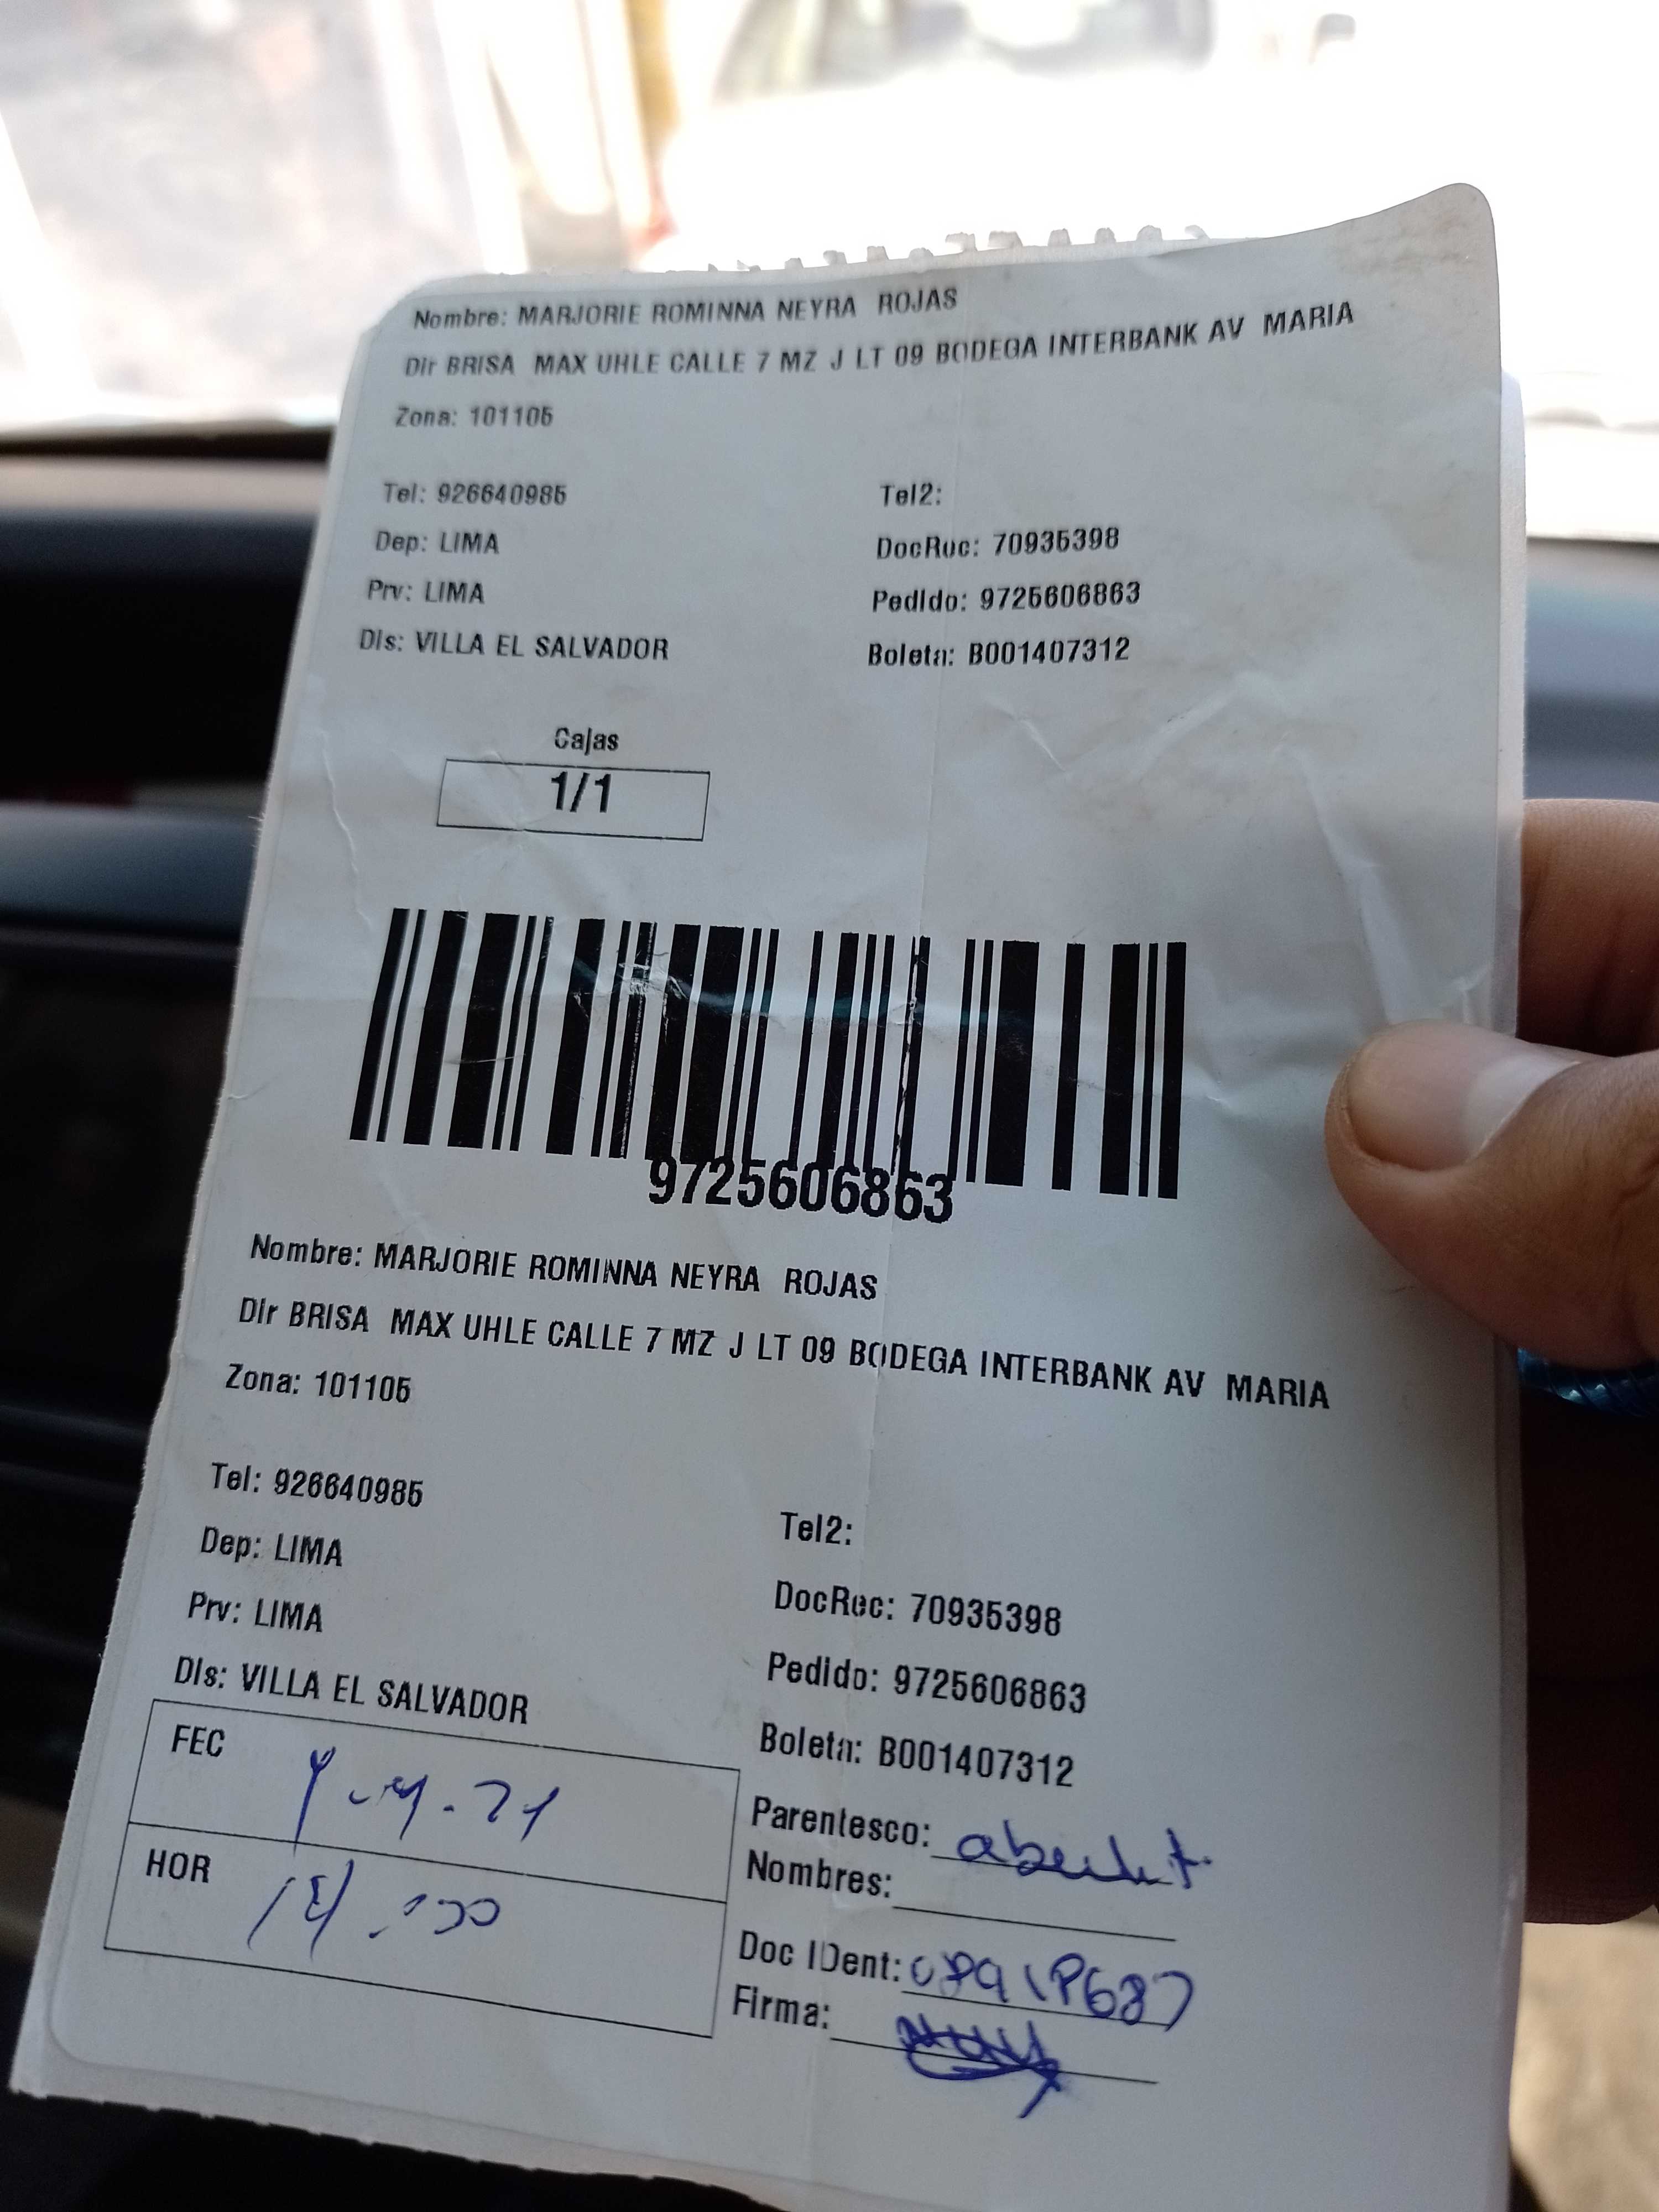 Nombre: MARJORIE ROMINNA NEYRA ROJAS
Dir BRISA MAX UHLE CALLE 7 MZ J LT 09 BODEGA INTERBANK AV MARIA
Zona: 101105
Tel: 926640985 Tel2:
Dep: LIMA DocRec: 70935398
Prv: LIMA Pedido: 9725606863
Dis: VILLA EL SALVADOR Boleta: B001407312
Cajas
1/1
9725606863
Nombre: MARJORIE ROMINNA NEYRA ROJAS
Dir BRISA MAX UHLE CALLE 7 MZ J LT 09 BODEGA INTERBANK AV MARIA
Zona: 101105
Tel: 926640985 Tel2:
Dep: LIMA DocRec: 70935398
Prv: LIMA Pedido: 9725606863
Dis: VILLA EL SALVADOR Boleta: B001407312
FEC
HOR
Parentesco:
Nombres:
Doc IDent:
Firma: